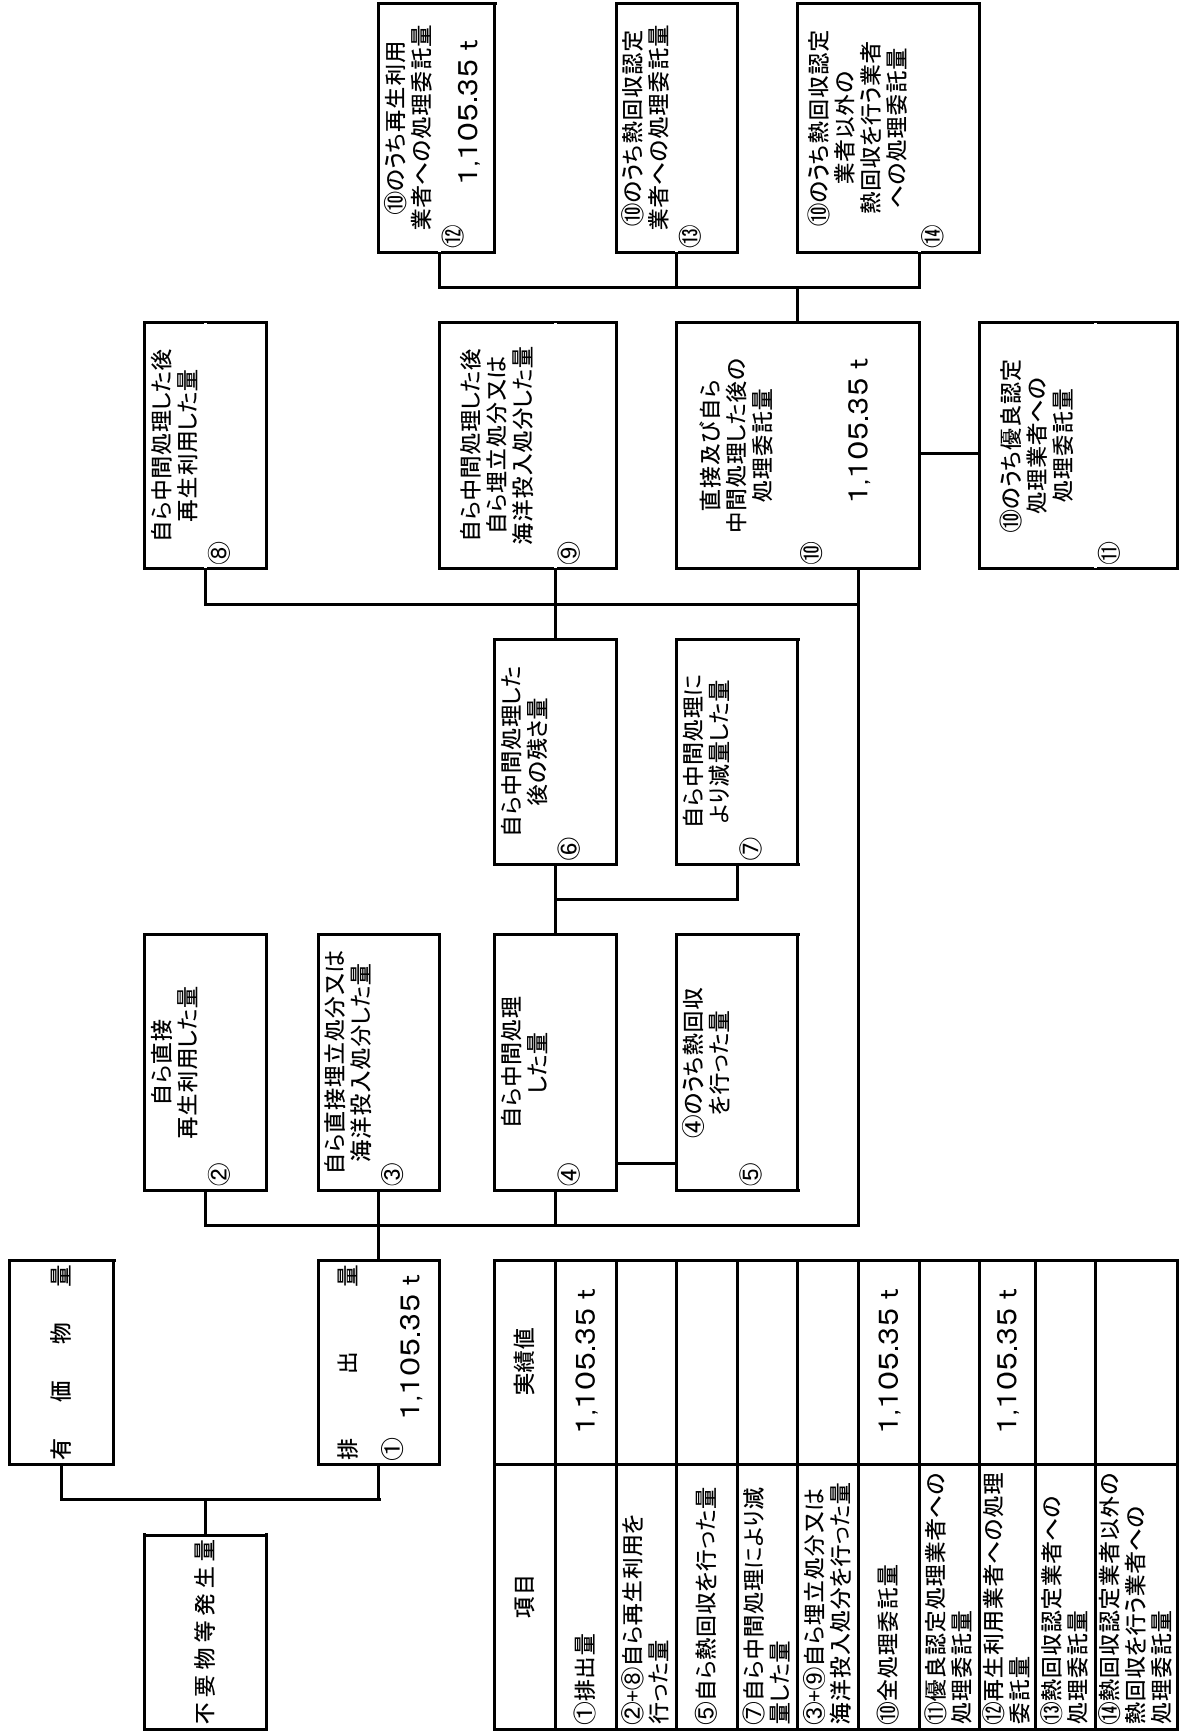 不要物等発生量
有価物量
排出量
① 1,105.35ｔ
自ら直接
再生利用した量
②
自ら直接埋立処分又は
海洋投入処分した量
③
自ら中間処理
した量
④
④のうち熱回収
を行った量
⑤
自ら中間処理した
後の残さ量
⑥
自ら中間処理に
より減量した量
⑦
自ら中間処理した後
再生利用した量
⑧
自ら中間処理した後
自ら埋立処分又は
海洋投入処分した量
⑨
直接及び自ら
中間処理した後の
処理委託量
⑩ 1,105.35ｔ
⑩のうち優良認定
処理業者への
処理委託量
⑪
⑩のうち再生利用
業者への処理委託量
⑫ 1,105.35ｔ
⑩のうち熱回収認定
業者への処理委託量
⑬
⑩のうち熱回収認定
業者以外の
熱回収を行う業者
への処理委託量
⑭
項目 実績値
①排出量 1,105.35ｔ
②+⑧自ら再生利用を
行った量
⑤自ら熱回収を行った量
⑦自ら中間処理により減
量した量
③+⑨自ら埋立処分又は
海洋投入処分を行った量
⑩全処理委託量 1,105.35ｔ
⑪優良認定処理業者への
処理委託量
⑫再生利用業者への処理
委託量 1,105.35ｔ
⑬熱回収認定業者への
処理委託量
⑭熱回収認定業者以外の
熱回収を行う業者への
処理委託量